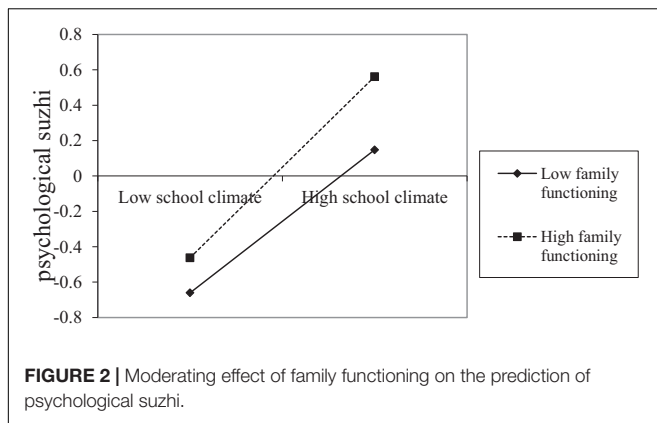 0.8
0.6
0.4
0.2
0
-0.2
-0.4
-0.6
-0.8
psychological suzhi
Low school climate
High school climate
Low family
functioning
High family
functioning
FIGURE 2 | Moderating effect of family functioning on the prediction of
psychological suzhi.